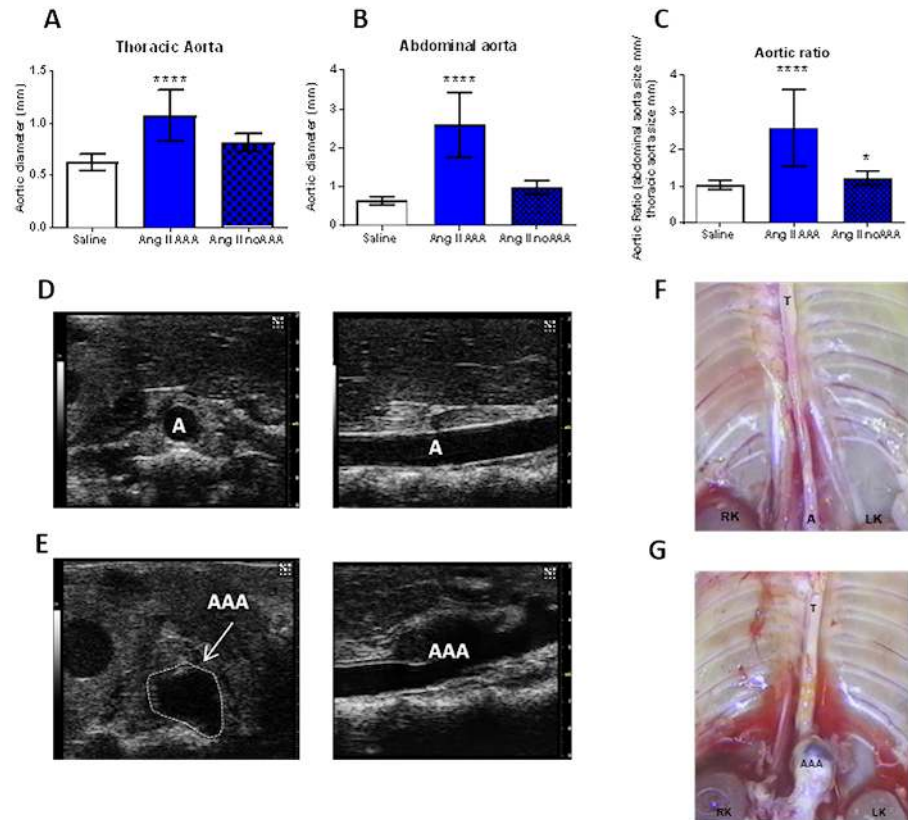 A
Thoracic Aorta
Aortic diameter (mm)
1.5
1.0
0.5
0.0
****
Saline
Ang II AAA
Ang II noAAA
B
Abdominal aorta
Aortic diameter (mm)
4
3
2
1
0
****
Saline
Ang II AAA
Ang II noAAA
C
Aortic ratio
Aortic Ratio (abdominal aorta size mm/
thoracic aorta size mm)
4
3
2
1
0
****
*
Saline
Ang II AAA
Ang II noAAA
D
A
A
E
AAA
AAA
F
T
RK
A
LK
G
T
AAA
RK
LK